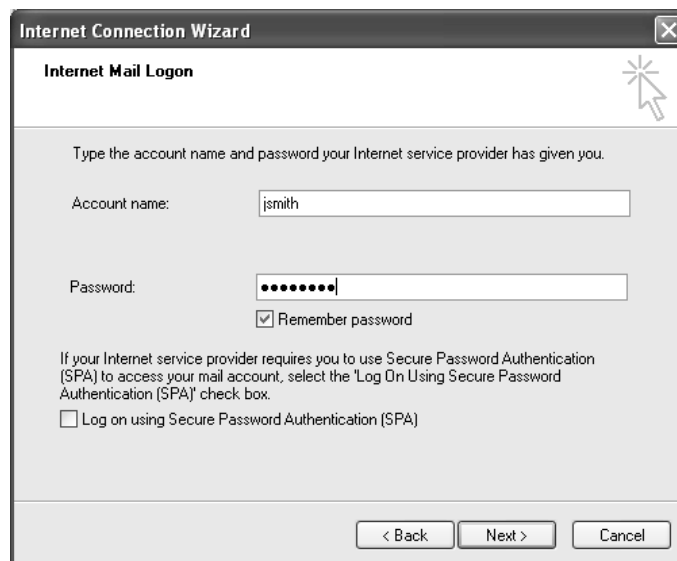 Internet Connection Wizard
Internet Mail Logon
Type the account name and password your Internet service provider has given you.
Account name: jsmith
Password: ••••••••
Remember password
If your Internet service provider requires you to use Secure Password Authentication
(SPA) to access your mail account, select the 'Log On Using Secure Password
Authentication (SPA)' check box.
Log on using Secure Password Authentication (SPA)
< Back Next > Cancel